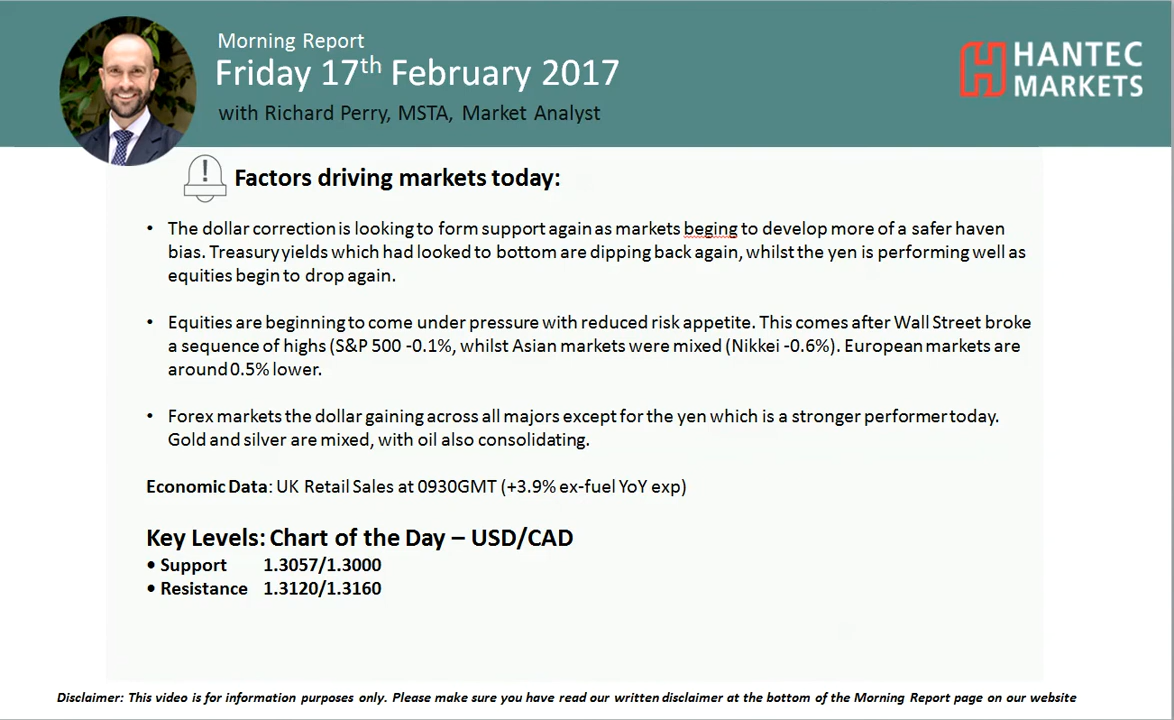 Morning Report
Friday 17th February 2017
with Richard Perry, MSTA, Market Analyst
HANTEC
MARKETS
Factors driving markets today:
• The dollar correction is looking to form support again as markets beging to develop more of a safer haven
bias. Treasury yields which had looked to bottom are dipping back again, whilst the yen is performing well as
equities begin to drop again.
• Equities are beginning to come under pressure with reduced risk appetite. This comes after Wall Street broke
a sequence of highs (S&P 500 -0.1%, whilst Asian markets were mixed (Nikkei -0.6%). European markets are
around 0.5% lower.
• Forex markets the dollar gaining across all majors except for the yen which is a stronger performer today.
Gold and silver are mixed, with oil also consolidating.
Economic Data: UK Retail Sales at 0930GMT (+3.9% ex-fuel YoY exp)
Key Levels: Chart of the Day – USD/CAD
• Support 1.3057/1.3000
• Resistance 1.3120/1.3160
Disclaimer: This video is for information purposes only. Please make sure you have read our written disclaimer at the bottom of the Morning Report page on our website